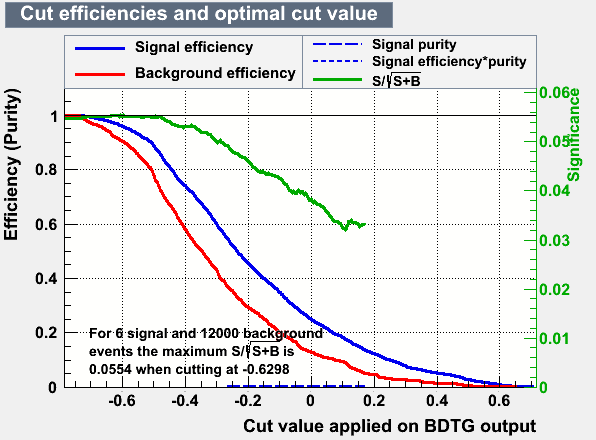 Cut efficiencies and optimal cut value
Signal efficiency
Background efficiency
Signal purity
Signal efficiency*purity
S/√S+B
Efficiency (Purity)
1
0.8
0.6
0.4
0.2
0
0.06
0.05
0.04
0.03
0.02
0.01
0
Significance
For 6 signal and 12000 background
events the maximum S/√S+B is
0.0554 when cutting at -0.6298
-0.6
-0.4
-0.2
0
0.2
0.4
0.6
Cut value applied on BDTG output